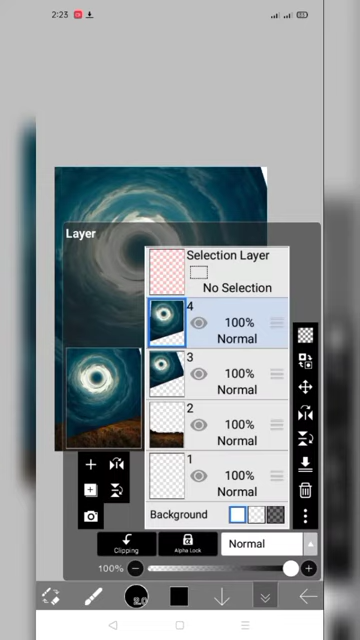 2:23
Layer
Selection Layer
No Selection
4
100%
Normal
3
100%
Normal
2
100%
Normal
1
100%
Normal
Background
Clipping
Alpha Lock
Normal
100%